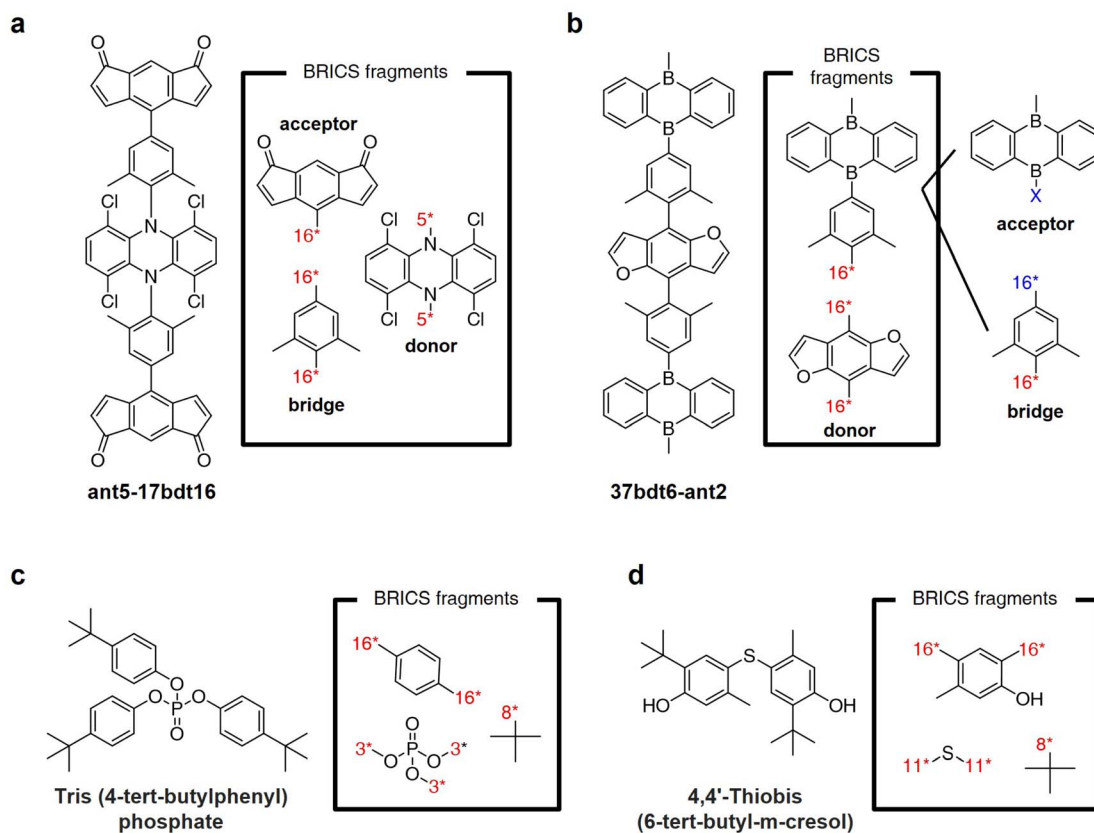 a
O O
BRICS fragments
acceptor
O O
16*
Cl Cl
N
N
Cl Cl
16*
16*
bridge
5*
Cl N Cl
Cl N Cl
5*
donor
O O
ant5-17bdt16
b
B
B
O
O
B
B
37bdt6-ant2
BRICS
fragments
B
B
16*
16*
O
O
16*
donor
B
B
X
acceptor
16*
16*
bridge
c
O
O P O
O
Tris (4-tert-butylphenyl)
phosphate
BRICS fragments
16*
16*
O
3* P 3*
O O
O
3*
8*
d
S
HO OH
4,4'-Thiobis
(6-tert-butyl-m-cresol)
BRICS fragments
16* 16*
OH
S
11* 11*
8*